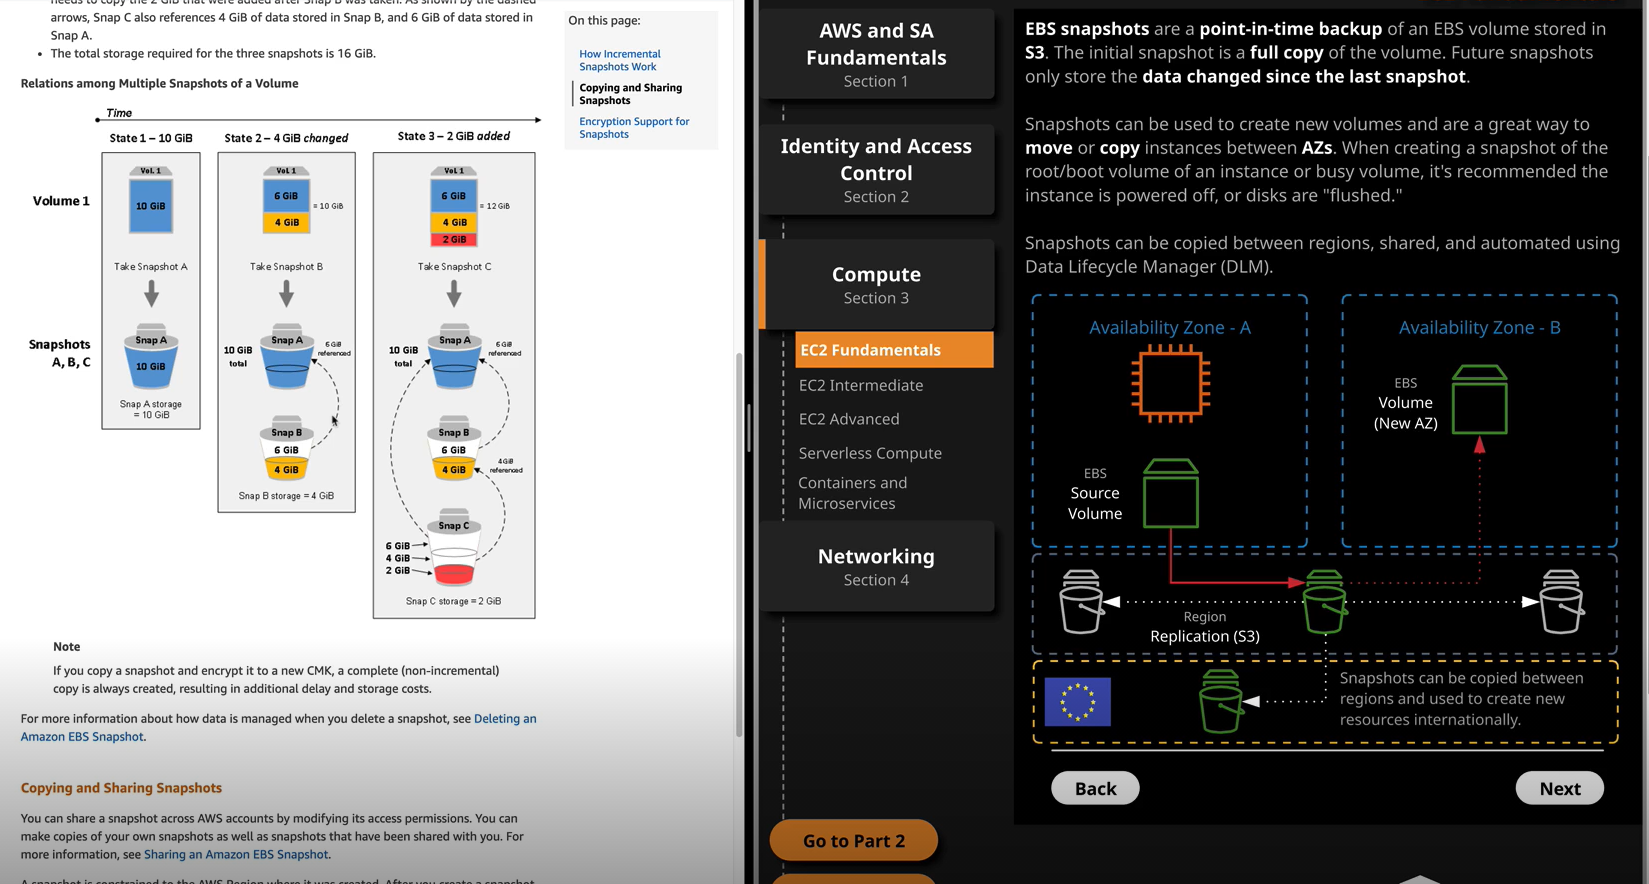 needs to copy the 2 GiB that were added after Snap B was taken. As shown by the dashed
arrows, Snap C also references 4 GiB of data stored in Snap B, and 6 GiB of data stored in
Snap A.
• The total storage required for the three snapshots is 16 GiB.
Relations among Multiple Snapshots of a Volume
Time
State 1 – 10 GiB
State 2 – 4 GiB changed
State 3 – 2 GiB added
Volume 1
Vol. 1
10 GiB
Vol. 1
6 GiB
4 GiB
= 10 GiB
Vol. 1
6 GiB
4 GiB
2 GiB
= 12 GiB
Take Snapshot A
Take Snapshot B
Take Snapshot C
Snapshots
A, B, C
Snap A
10 GiB
Snap A storage
= 10 GiB
10 GiB
total
Snap A
6 GiB
referenced
Snap B
6 GiB
4 GiB
Snap B storage = 4 GiB
10 GiB
total
Snap A
6 GiB
referenced
Snap B
6 GiB
4 GiB
4 GiB
referenced
Snap C
6 GiB
4 GiB
2 GiB
Snap C storage = 2 GiB
Note
If you copy a snapshot and encrypt it to a new CMK, a complete (non-incremental)
copy is always created, resulting in additional delay and storage costs.
For more information about how data is managed when you delete a snapshot, see Deleting an
Amazon EBS Snapshot.
Copying and Sharing Snapshots
You can share a snapshot across AWS accounts by modifying its access permissions. You can
make copies of your own snapshots as well as snapshots that have been shared with you. For
more information, see Sharing an Amazon EBS Snapshot.
A snapshot is constrained to the AWS Region where it was created. After you create a snapshot
On this page:
How Incremental
Snapshots Work
Copying and Sharing
Snapshots
Encryption Support for
Snapshots
AWS and SA
Fundamentals
Section 1
Identity and Access
Control
Section 2
Compute
Section 3
EC2 Fundamentals
EC2 Intermediate
EC2 Advanced
Serverless Compute
Containers and
Microservices
Networking
Section 4
Go to Part 2
EBS snapshots are a point-in-time backup of an EBS volume stored in
S3. The initial snapshot is a full copy of the volume. Future snapshots
only store the data changed since the last snapshot.
Snapshots can be used to create new volumes and are a great way to
move or copy instances between AZs. When creating a snapshot of the
root/boot volume of an instance or busy volume, it's recommended the
instance is powered off, or disks are "flushed."
Snapshots can be copied between regions, shared, and automated using
Data Lifecycle Manager (DLM).
Availability Zone - A
Availability Zone - B
EBS
Volume
(New AZ)
EBS
Source
Volume
Region
Replication (S3)
Snapshots can be copied between
regions and used to create new
resources internationally.
Back
Next